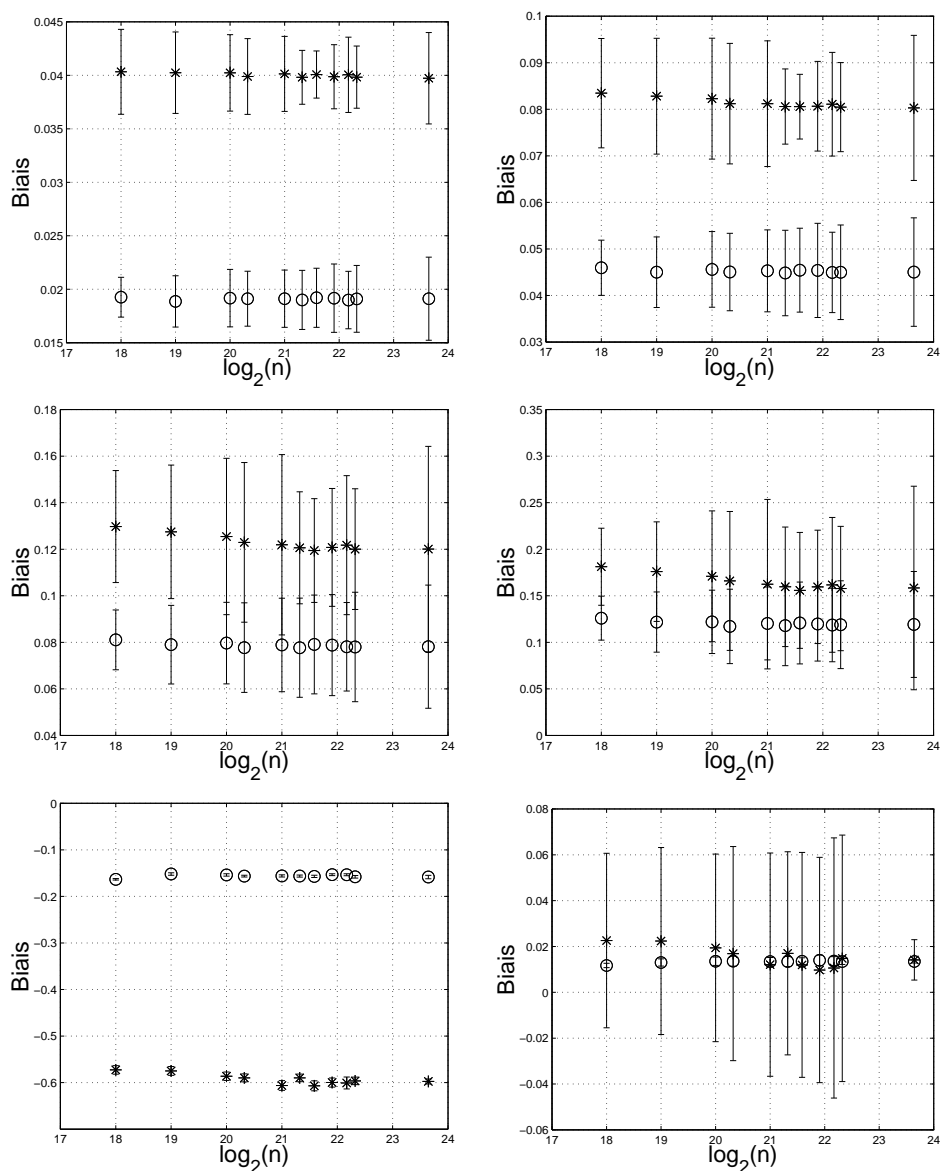 0.045
0.04
0.035
0.03
0.025
0.02
0.015
Biais
17 18 19 20 21 22 23 24
log2(n)
0.1
0.09
0.08
0.07
0.06
0.05
0.04
0.03
Biais
17 18 19 20 21 22 23 24
log2(n)
0.18
0.16
0.14
0.12
0.1
0.08
0.06
0.04
Biais
17 18 19 20 21 22 23 24
log2(n)
0.35
0.3
0.25
0.2
0.15
0.1
0.05
0
Biais
17 18 19 20 21 22 23 24
log2(n)
0
−0.1
−0.2
−0.3
−0.4
−0.5
−0.6
Biais
17 18 19 20 21 22 23 24
log2(n)
0.08
0.06
0.04
0.02
0
−0.02
−0.04
−0.06
Biais
17 18 19 20 21 22 23 24
log2(n)